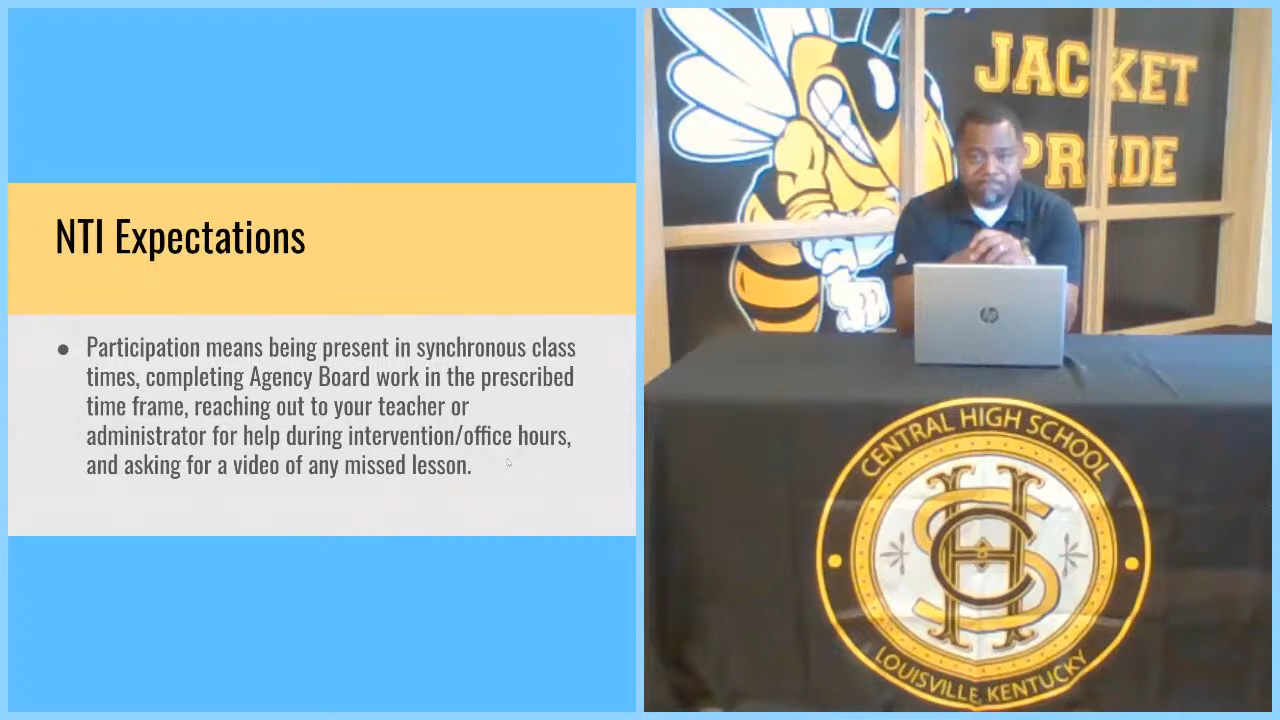 NTI Expectations
● Participation means being present in synchronous class
times, completing Agency Board work in the prescribed
time frame, reaching out to your teacher or
administrator for help during intervention/office hours,
and asking for a video of any missed lesson.
JACKET
PRIDE
hp
CENTRAL HIGH SCHOOL
CHS
LOUISVILLE, KENTUCKY